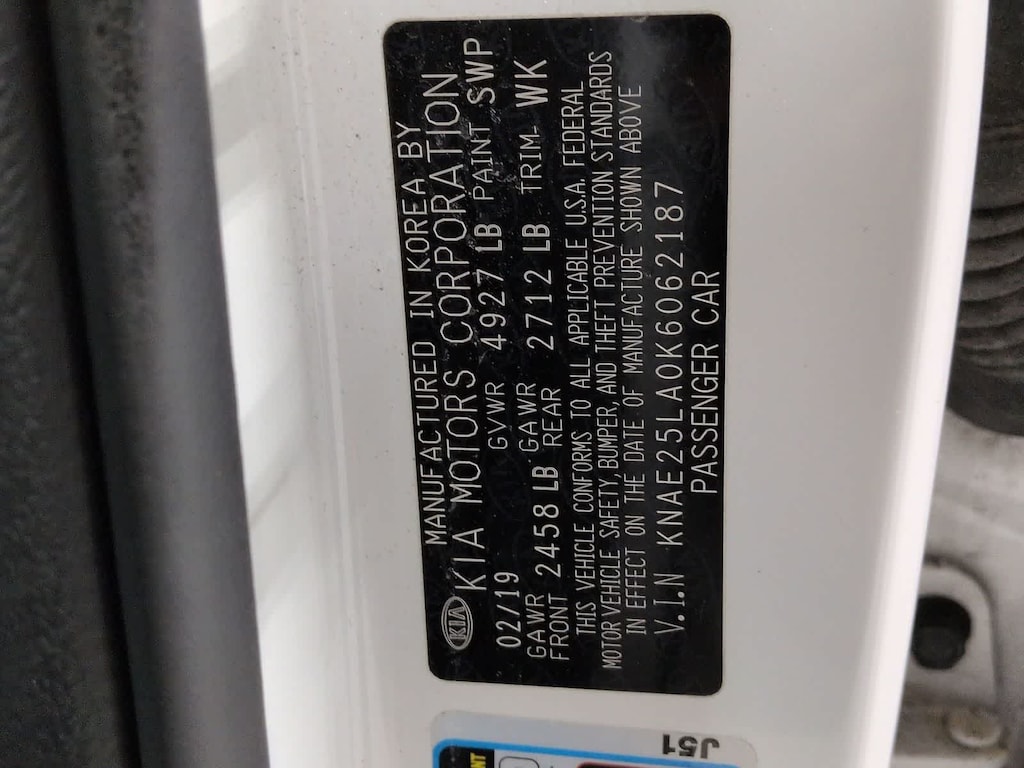 MANUFACTURED IN KOREA BY
KIA KIA MOTORS CORPORATION
02/19 GVWR 4927 LB PAINT SWP
GAWR FRONT 2458 LB GAWR REAR 2712 LB TRIM WK
THIS VEHICLE CONFORMS TO ALL APPLICABLE U.S.A. FEDERAL
MOTOR VEHICLE SAFETY, BUMPER, AND THEFT PREVENTION STANDARDS
IN EFFECT ON THE DATE OF MANUFACTURE SHOWN ABOVE
V.I.N KNAE25LA0K6062187
PASSENGER CAR
J51